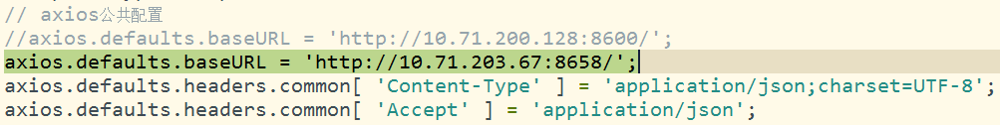 // axios公共配置
//axios.defaults.baseURL = 'http://10.71.200.128:8600/';
axios.defaults.baseURL = 'http://10.71.203.67:8658/';
axios.defaults.headers.common[ 'Content-Type' ] = 'application/json;charset=UTF-8';
axios.defaults.headers.common[ 'Accept' ] = 'application/json';